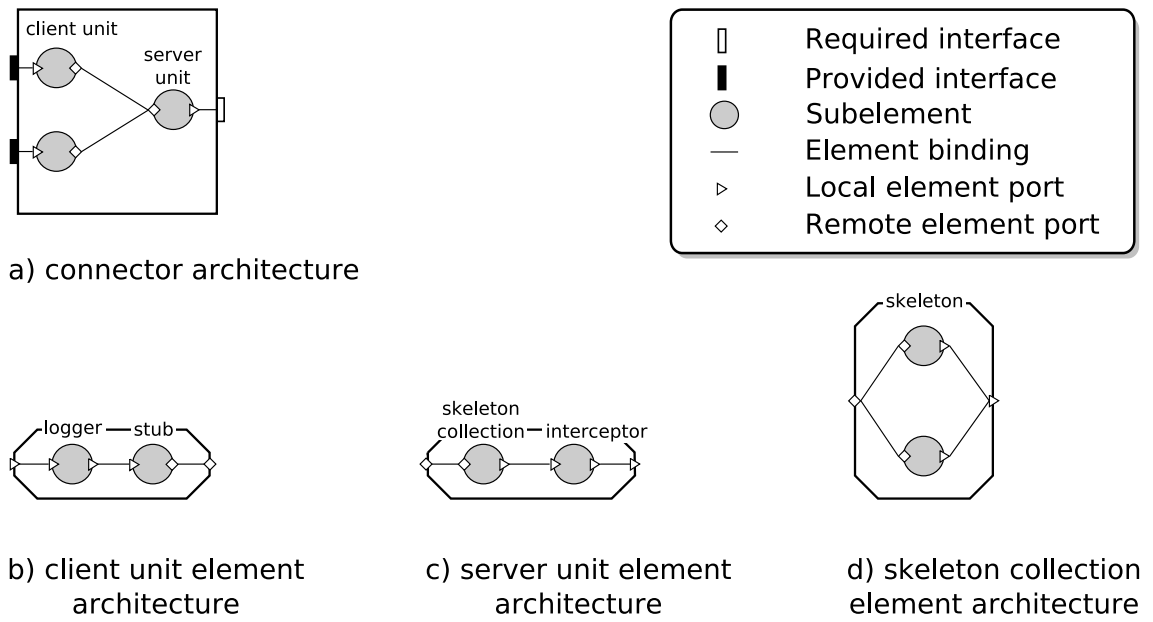 client unit
server
unit
a) connector architecture
Required interface
Provided interface
Subelement
Element binding
Local element port
Remote element port
logger
stub
b) client unit element
architecture
skeleton
collection
interceptor
c) server unit element
architecture
skeleton
d) skeleton collection
element architecture